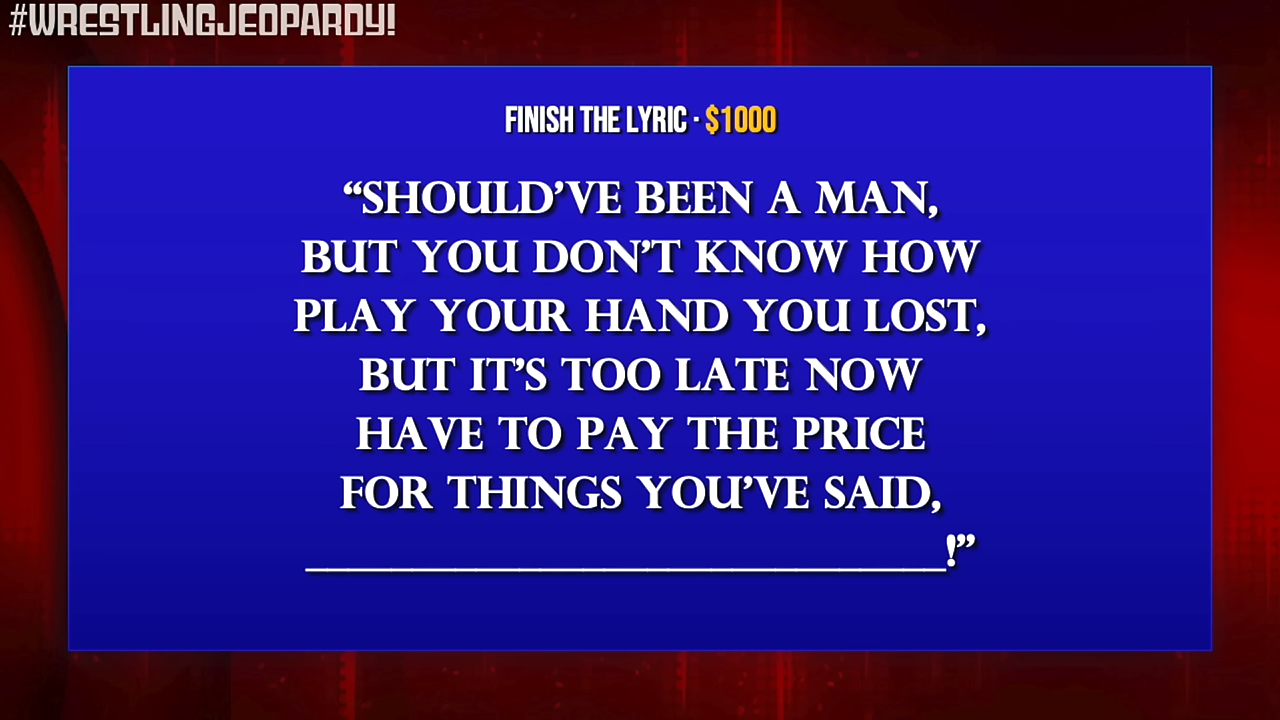 #WRESTLINGJEOPARDY!
FINISH THE LYRIC · $1000
“SHOULD’VE BEEN A MAN,
BUT YOU DON’T KNOW HOW
PLAY YOUR HAND YOU LOST,
BUT IT’S TOO LATE NOW
HAVE TO PAY THE PRICE
FOR THINGS YOU’VE SAID,
______________________________!”